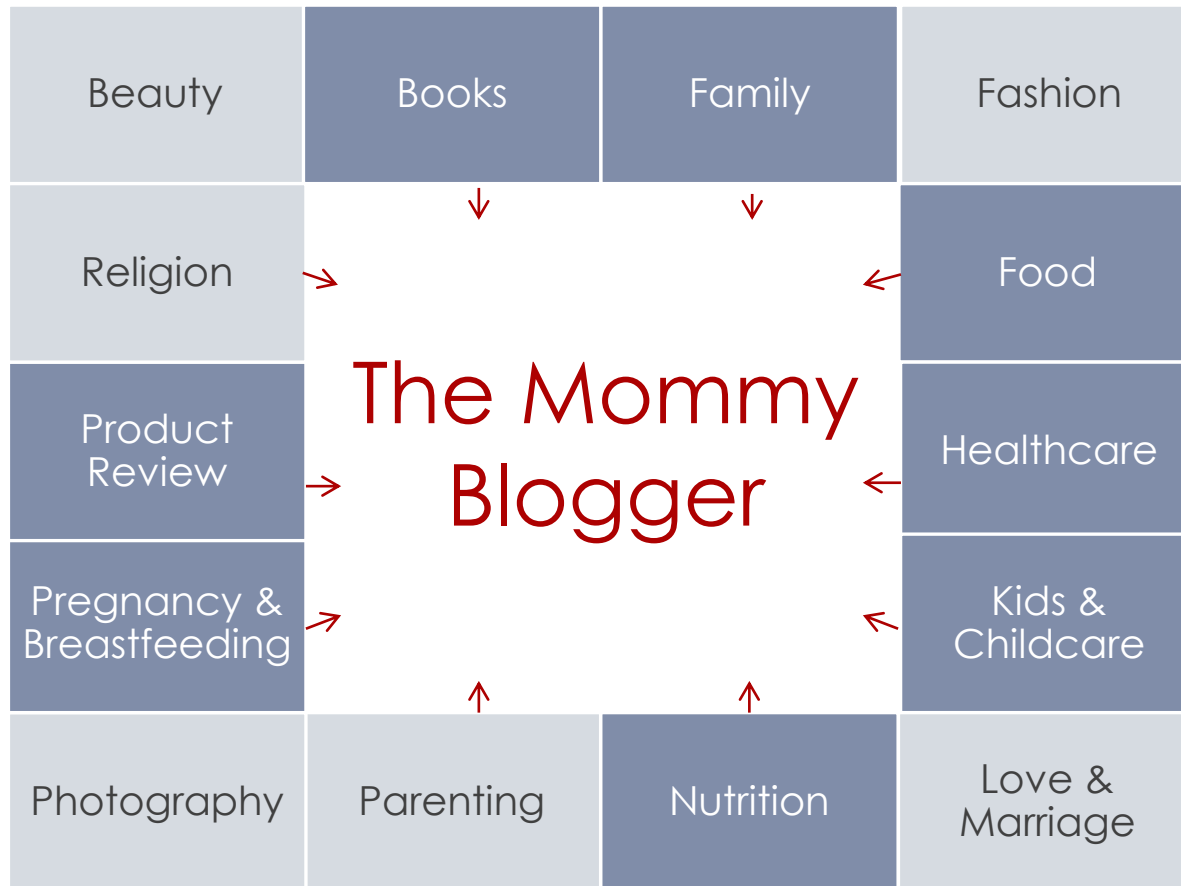 Beauty
Books
Family
Fashion
Religion
Food
The Mommy
Blogger
Product
Review
Healthcare
Pregnancy &
Breastfeeding
Kids &
Childcare
Photography
Parenting
Nutrition
Love &
Marriage